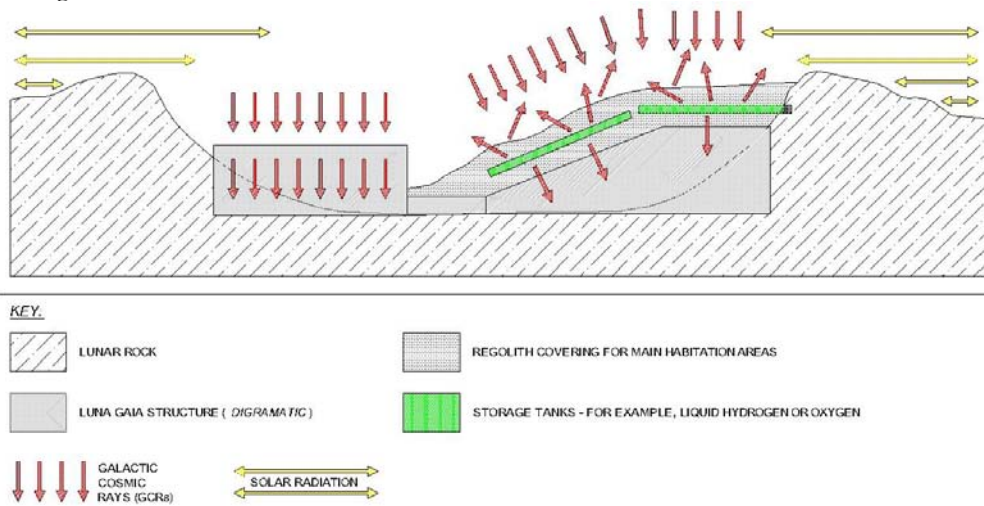 KEY:
LUNAR ROCK
REGOLITH COVERING FOR MAIN HABITATION AREAS
LUNA GAIA STRUCTURE ( DIGRAMATIC )
STORAGE TANKS - FOR EXAMPLE, LIQUID HYDROGEN OR OXYGEN
GALACTIC
COSMIC
RAYS (GCRs)
SOLAR RADIATION